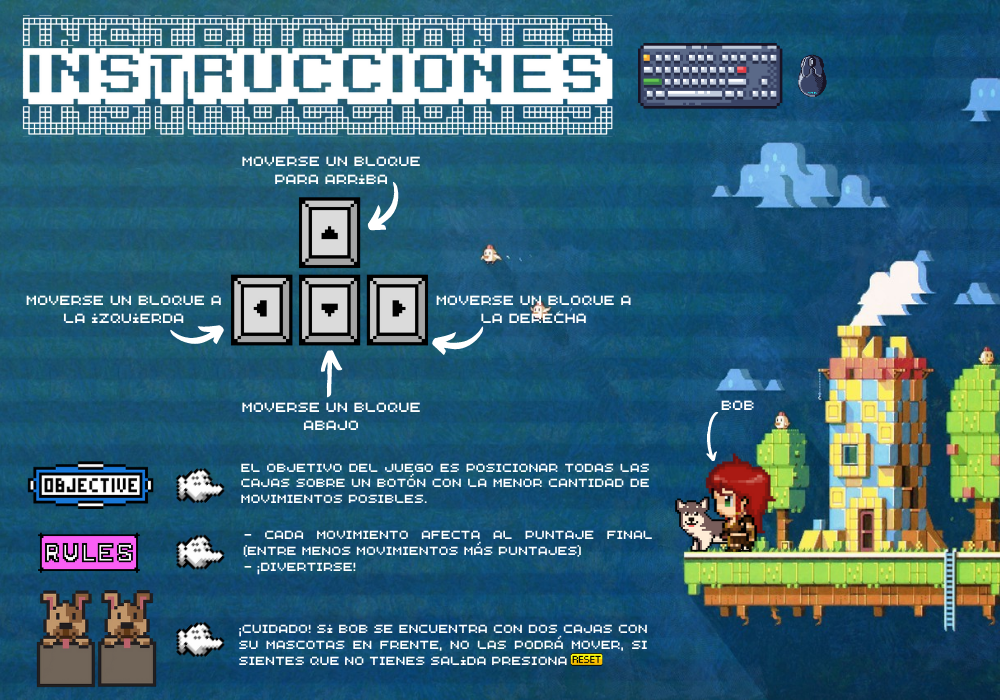 INSTRUCCIONES
MOVERSE UN BLOQUE
PARA ARRiBA
MOVERSE UN BLOQUE A
LA iZQUiERDA
MOVERSE UN BLOQUE A
LA DERECHA
MOVERSE UN BLOQUE
ABAJO
BOB
OBJECTIVE
EL OBJETIVO DEL JUEGO ES POSICIONAR TODAS LAS
CAJAS SOBRE UN BOTÓN CON LA MENOR CANTIDAD DE
MOVIMIENTOS POSIBLES.
RULES
- CADA MOVIMIENTO AFECTA AL PUNTAJE FINAL
(ENTRE MENOS MOVIMIENTOS MÁS PUNTAJES)
- ¡DIVERTIRSE!
¡CUIDADO! Si BOB SE ENCUENTRA CON DOS CAJAS CON
SU MASCOTAS EN FRENTE, NO LAS PODRÁ MOVER, SI
SIENTES QUE NO TIENES SALiDA PRESIONA RESET